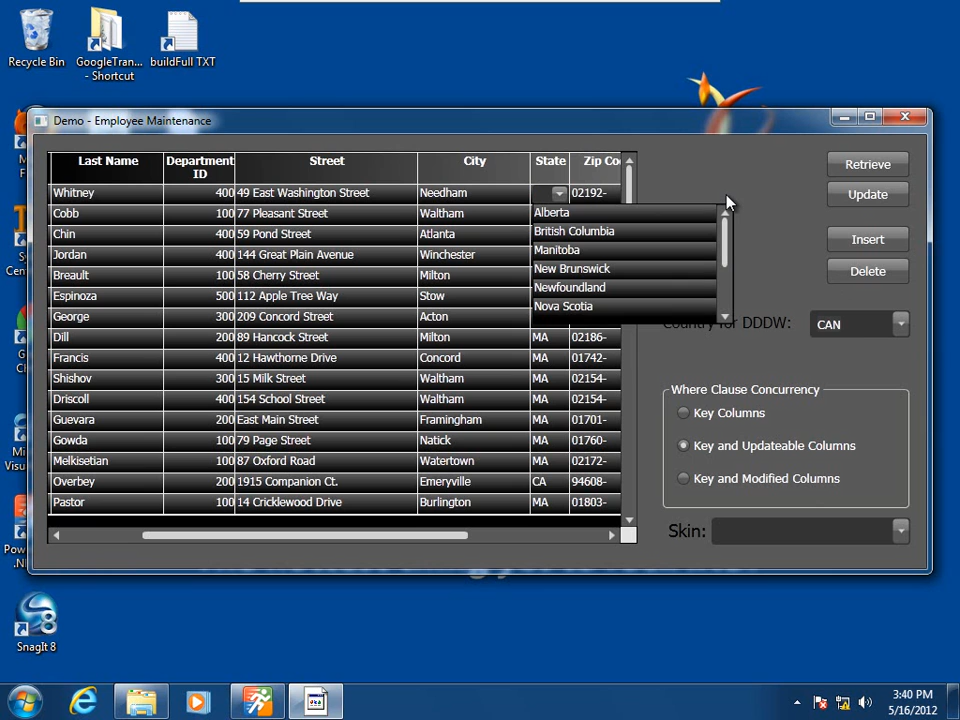 Recycle Bin
GoogleTran...
- Shortcut
buildFull TXT
Demo - Employee Maintenance
Last Name Department ID Street City State Zip Co
Whitney 400 49 East Washington Street Needham 02192-
Cobb 100 77 Pleasant Street Waltham
Chin 400 59 Pond Street Atlanta
Jordan 400 144 Great Plain Avenue Winchester
Breault 100 58 Cherry Street Milton
Espinoza 500 112 Apple Tree Way Stow
George 300 209 Concord Street Acton
Dill 200 89 Hancock Street Milton MA 02186-
Francis 400 12 Hawthorne Drive Concord MA 01742-
Shishov 300 15 Milk Street Waltham MA 02154-
Driscoll 400 154 School Street Waltham MA 02154-
Guevara 200 East Main Street Framingham MA 01701-
Gowda 100 79 Page Street Natick MA 01760-
Melkisetian 100 87 Oxford Road Watertown MA 02172-
Overbey 200 1915 Companion Ct. Emeryville CA 94608-
Pastor 100 14 Cricklewood Drive Burlington MA 01803-
Alberta
British Columbia
Manitoba
New Brunswick
Newfoundland
Nova Scotia
Retrieve
Update
Insert
Delete
Country for DDDW: CAN
Where Clause Concurrency
Key Columns
Key and Updateable Columns
Key and Modified Columns
Skin:
SnagIt 8
3:40 PM
5/16/2012